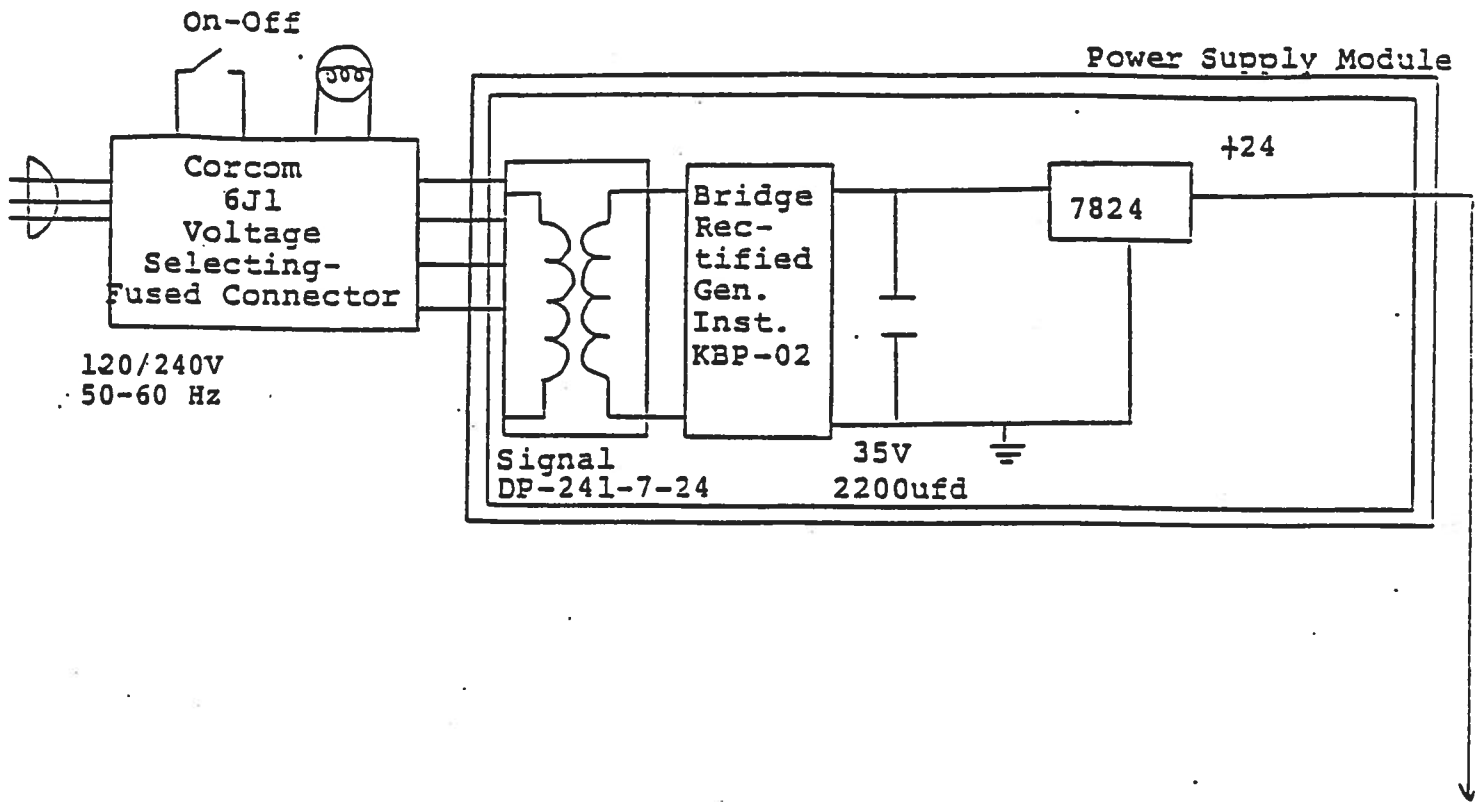 On-Off
Power Supply Module
Corcom
6J1
Voltage
Selecting-
Fused Connector
120/240V
50-60 Hz
Signal
DP-241-7-24
Bridge
Rec-
tified
Gen.
Inst.
KBP-02
35V
2200ufd
7824
+24